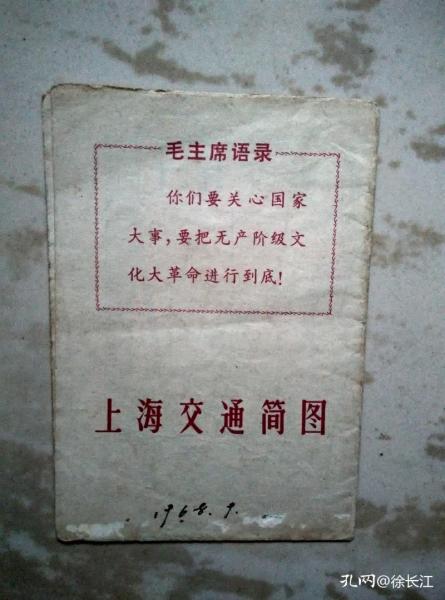 毛主席语录
你们要关心国家
大事，要把无产阶级文
化大革命进行到底！
上海交通简图
1968.9.
孔网@徐长江